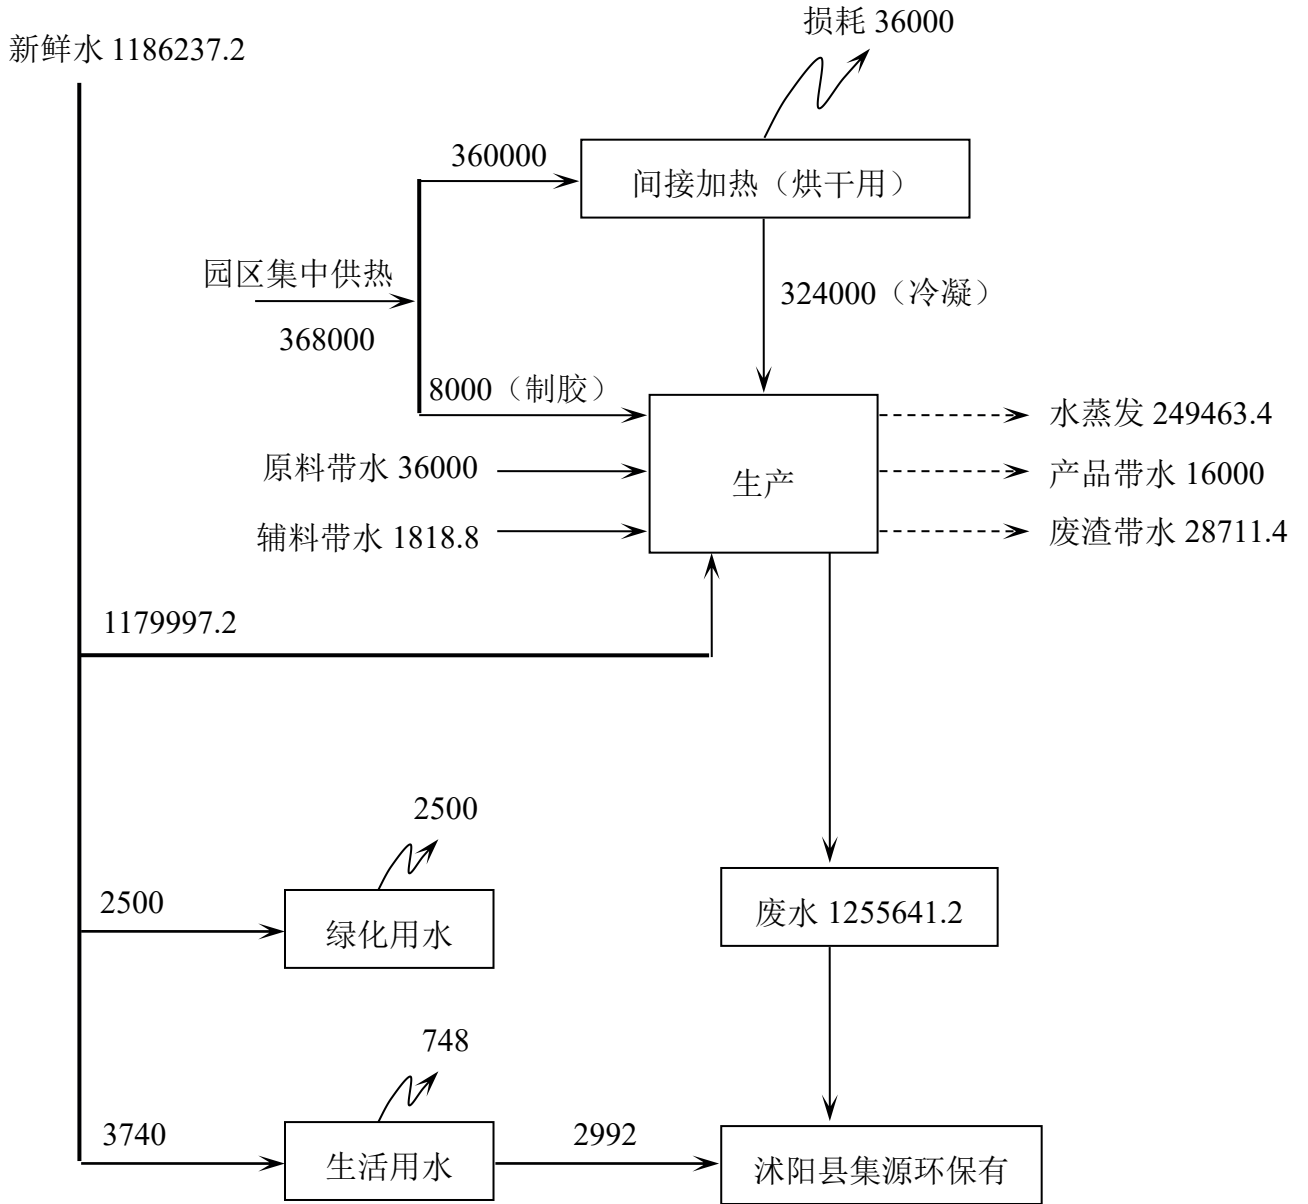 损耗 36000
新鲜水 1186237.2
360000
间接加热（烘干用）
园区集中供热
368000
324000（冷凝）
8000（制胶）
水蒸发 249463.4
原料带水 36000
生产
产品带水 16000
辅料带水 1818.8
废渣带水 28711.4
1179997.2
2500
2500
绿化用水
废水 1255641.2
748
3740
生活用水
2992
沭阳县集源环保有